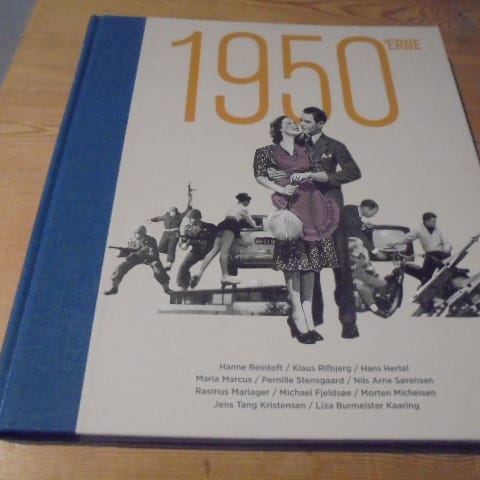 1950'ERNE
Hanne Reintoft / Klaus Rifbjerg / Hans Hertel
Maria Marcus / Pernille Stensgaard / Nils Arne Sørensen
Rasmus Mariager / Michael Fjeldsøe / Morten Michelsen
Jens Tang Kristensen / Liza Burmeister Kaaring